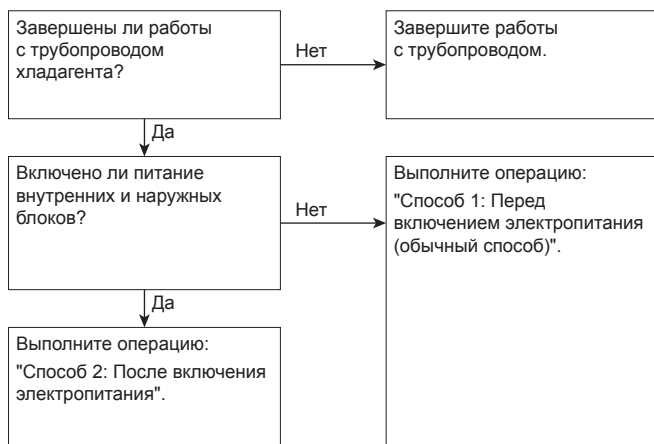 Завершены ли работы
с трубопроводом
хладагента?
Нет
Завершите работы
с трубопроводом.
Да
Включено ли питание
внутренних и наружных
блоков?
Нет
Выполните операцию:
"Способ 1: Перед
включением электропитания
(обычный способ)".
Да
Выполните операцию:
"Способ 2: После включения
электропитания".